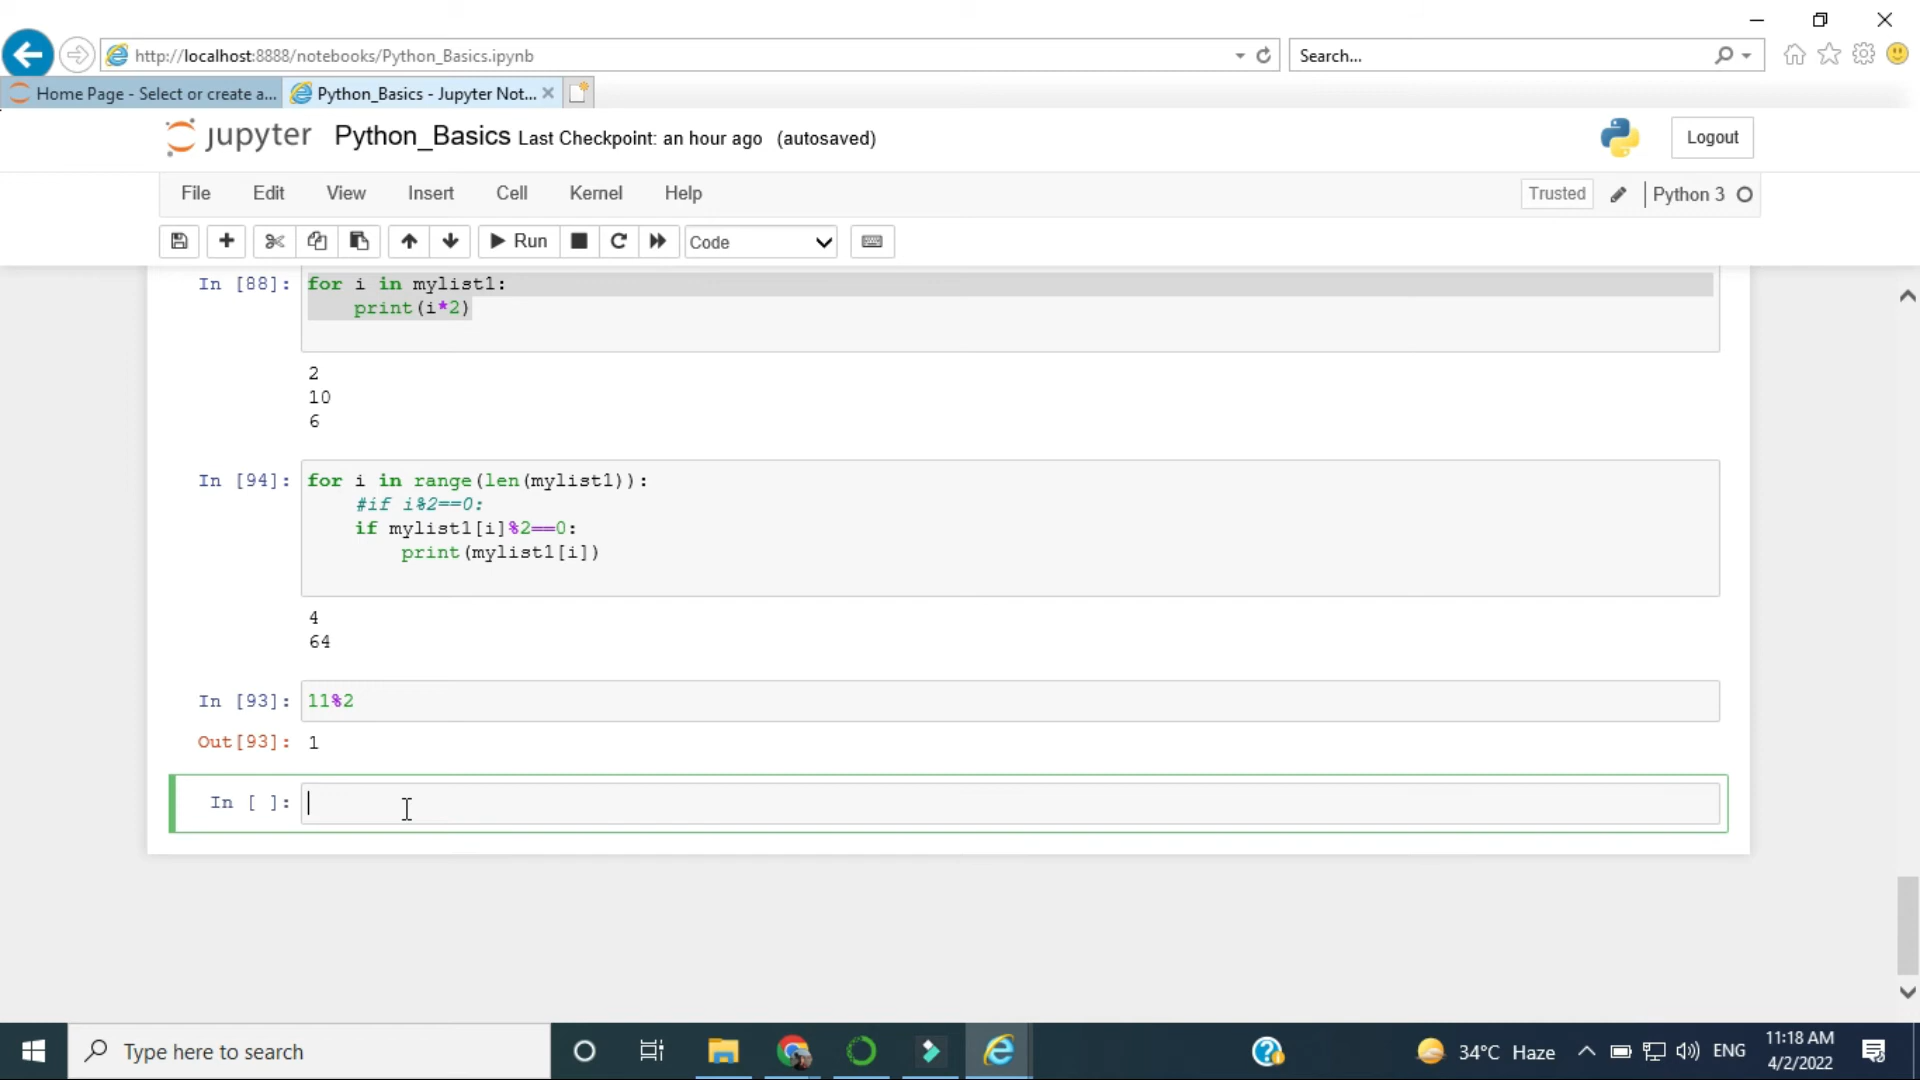 http://localhost:8888/notebooks/Python_Basics.ipynb
Search...
Home Page - Select or create a...
Python_Basics - Jupyter Not...
jupyter Python_Basics Last Checkpoint: an hour ago (autosaved)
Logout
File Edit View Insert Cell Kernel Help
Trusted
Python 3
Run
Code
In [88]: for i in mylist1:
    print(i*2)
2
10
6
In [94]: for i in range(len(mylist1)):
    #if i%2==0:
    if mylist1[i]%2==0:
        print(mylist1[i])
4
64
In [93]: 11%2
Out[93]: 1
In [ ]:
Type here to search
34°C Haze
ENG
11:18 AM
4/2/2022